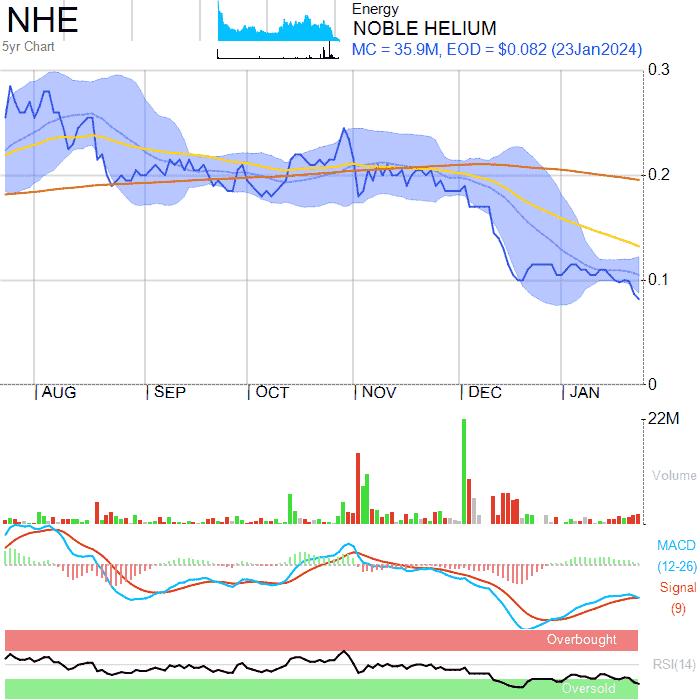 NHE
5yr Chart
Energy
NOBLE HELIUM
MC = 35.9M, EOD = $0.082 (23Jan2024)
0.3
0.2
0.1
0
AUG SEP OCT NOV DEC JAN
22M
Volume
MACD
(12-26)
Signal
(9)
Overbought
RSI(14)
Oversold